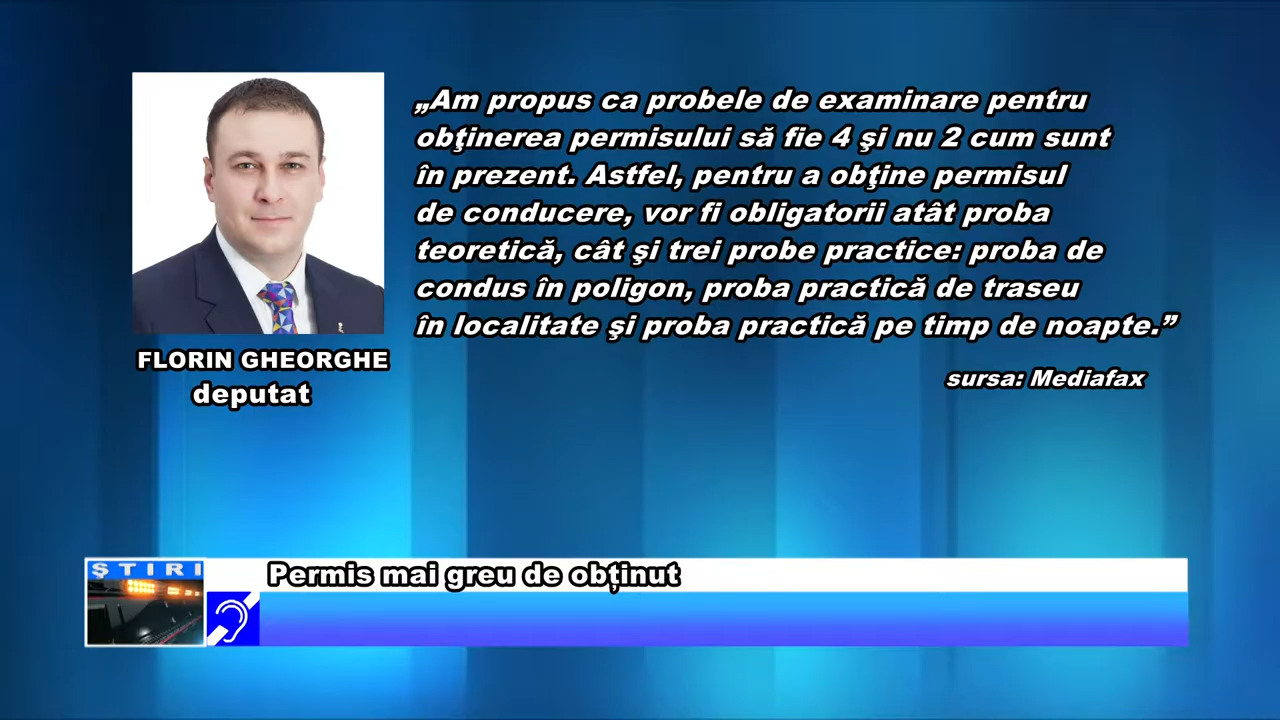 „Am propus ca probele de examinare pentru
obţinerea permisului să fie 4 şi nu 2 cum sunt
în prezent. Astfel, pentru a obţine permisul
de conducere, vor fi obligatorii atât proba
teoretică, cât şi trei probe practice: proba de
condus în poligon, proba practică de traseu
în localitate şi proba practică pe timp de noapte.”
sursa: Mediafax
FLORIN GHEORGHE
deputat
ŞTIRI
Permis mai greu de obținut